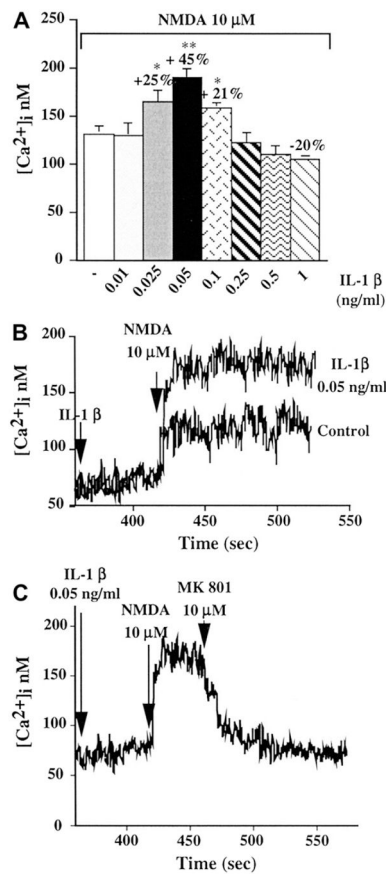 A
NMDA 10 μM
[Ca2+]i nM
250
200
150
100
50
0
*
+25%
**
+ 45%
*
+ 21%
-20%
-
0.01
0.025
0.05
0.1
0.25
0.5
1
IL-1 β
(ng/ml)
B
[Ca2+]i nM
200
150
100
50
NMDA
10 μM
IL-1 β
IL-1β
0.05 ng/ml
Control
400
450
500
550
Time (sec)
C
IL-1 β
0.05 ng/ml
NMDA
10 μM
MK 801
10 μM
[Ca2+]i nM
200
150
100
50
0
400
450
500
550
Time (sec)